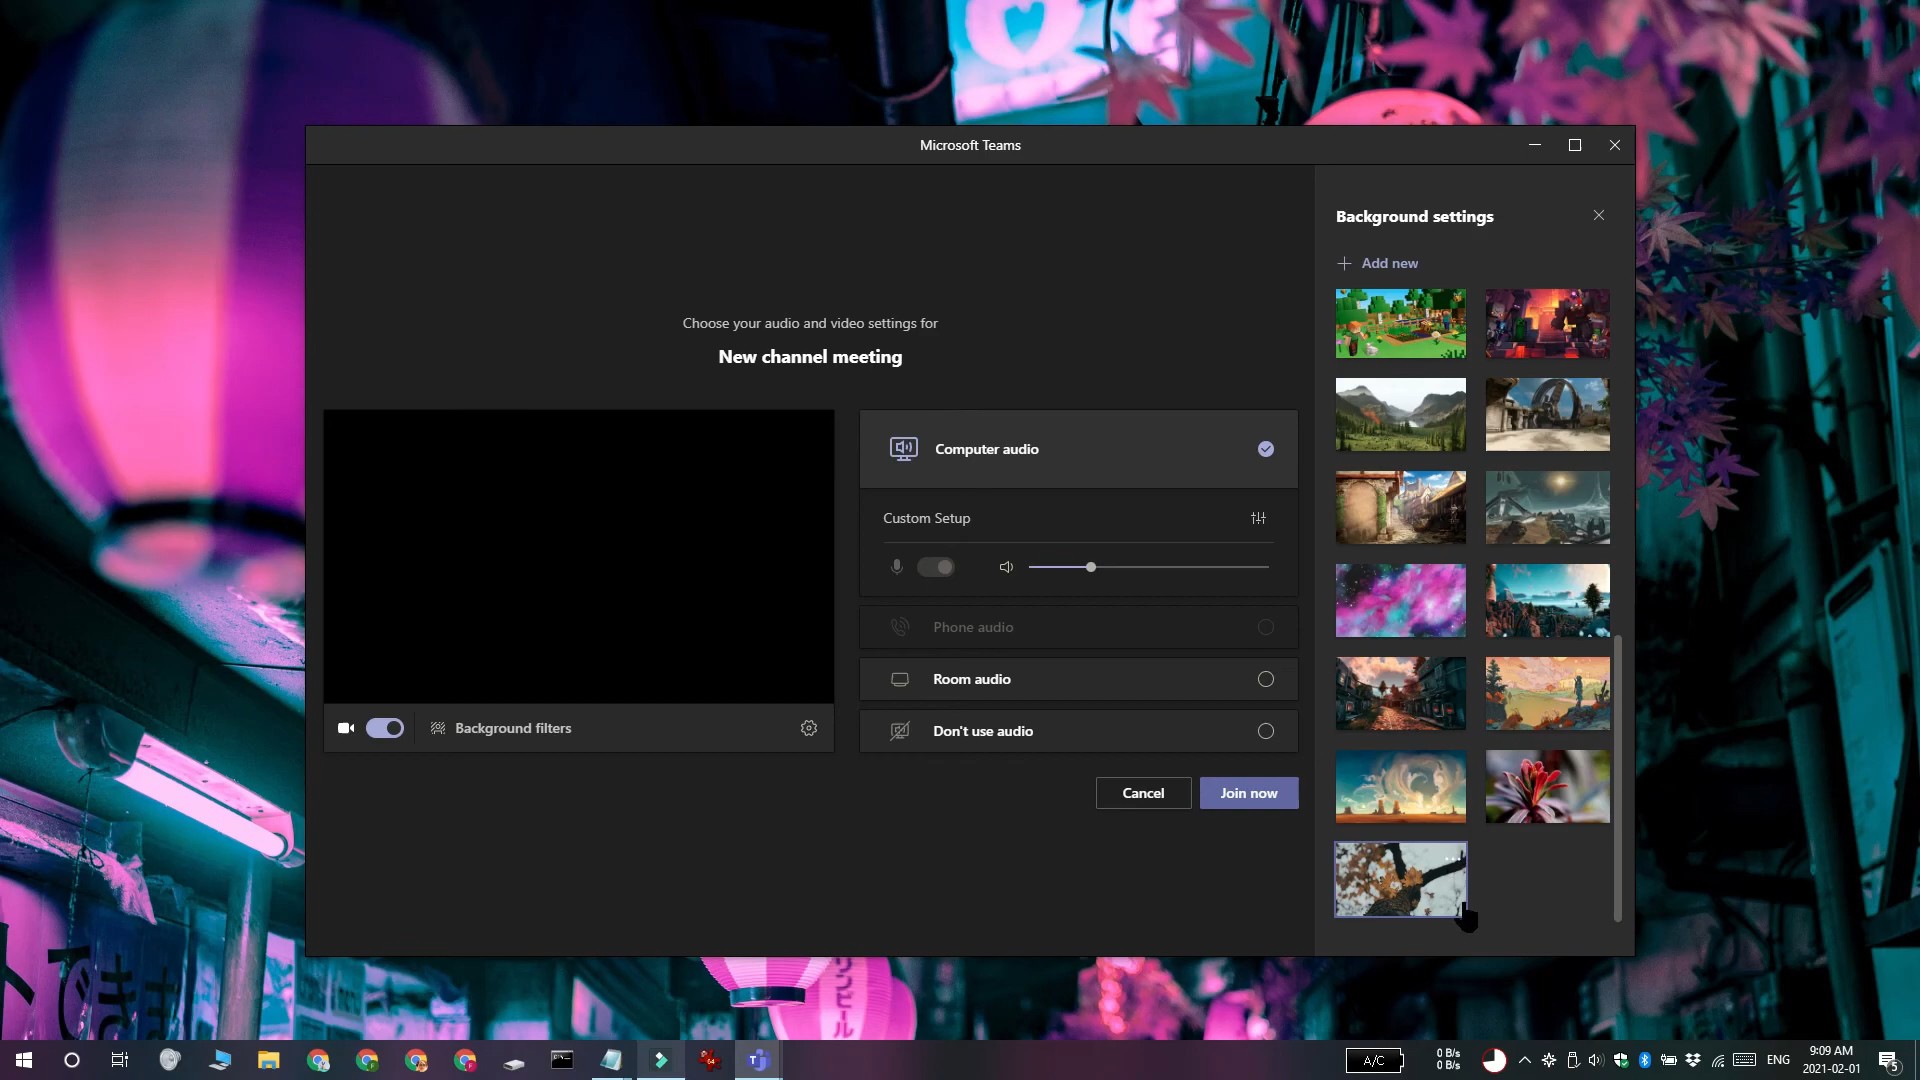 Microsoft Teams
Background settings
Add new
Choose your audio and video settings for
New channel meeting
Computer audio
Custom Setup
Phone audio
Room audio
Don't use audio
Background filters
Cancel
Join now
A/C
0 B/s
0 B/s
ENG
9:09 AM
2021-02-01
5